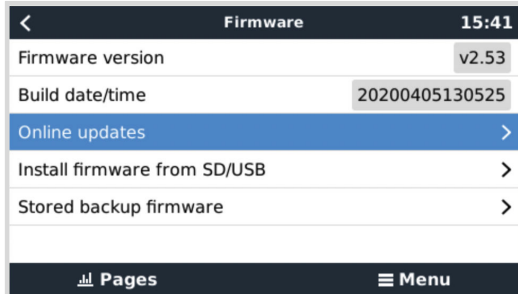 Firmware 15:41
Firmware version v2.53
Build date/time 20200405130525
Online updates
Install firmware from SD/USB
Stored backup firmware
Pages Menu